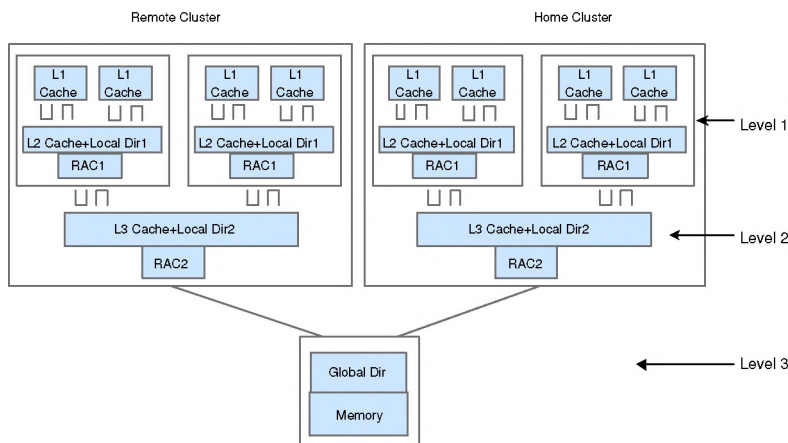 Remote Cluster Home Cluster
L1 Cache L1 Cache L1 Cache L1 Cache L1 Cache L1 Cache L1 Cache L1 Cache
Level 1
L2 Cache+Local Dir1 L2 Cache+Local Dir1 L2 Cache+Local Dir1 L2 Cache+Local Dir1
RAC1 RAC1 RAC1 RAC1
L3 Cache+Local Dir2 L3 Cache+Local Dir2
Level 2
RAC2 RAC2
Level 3
Global Dir
Memory